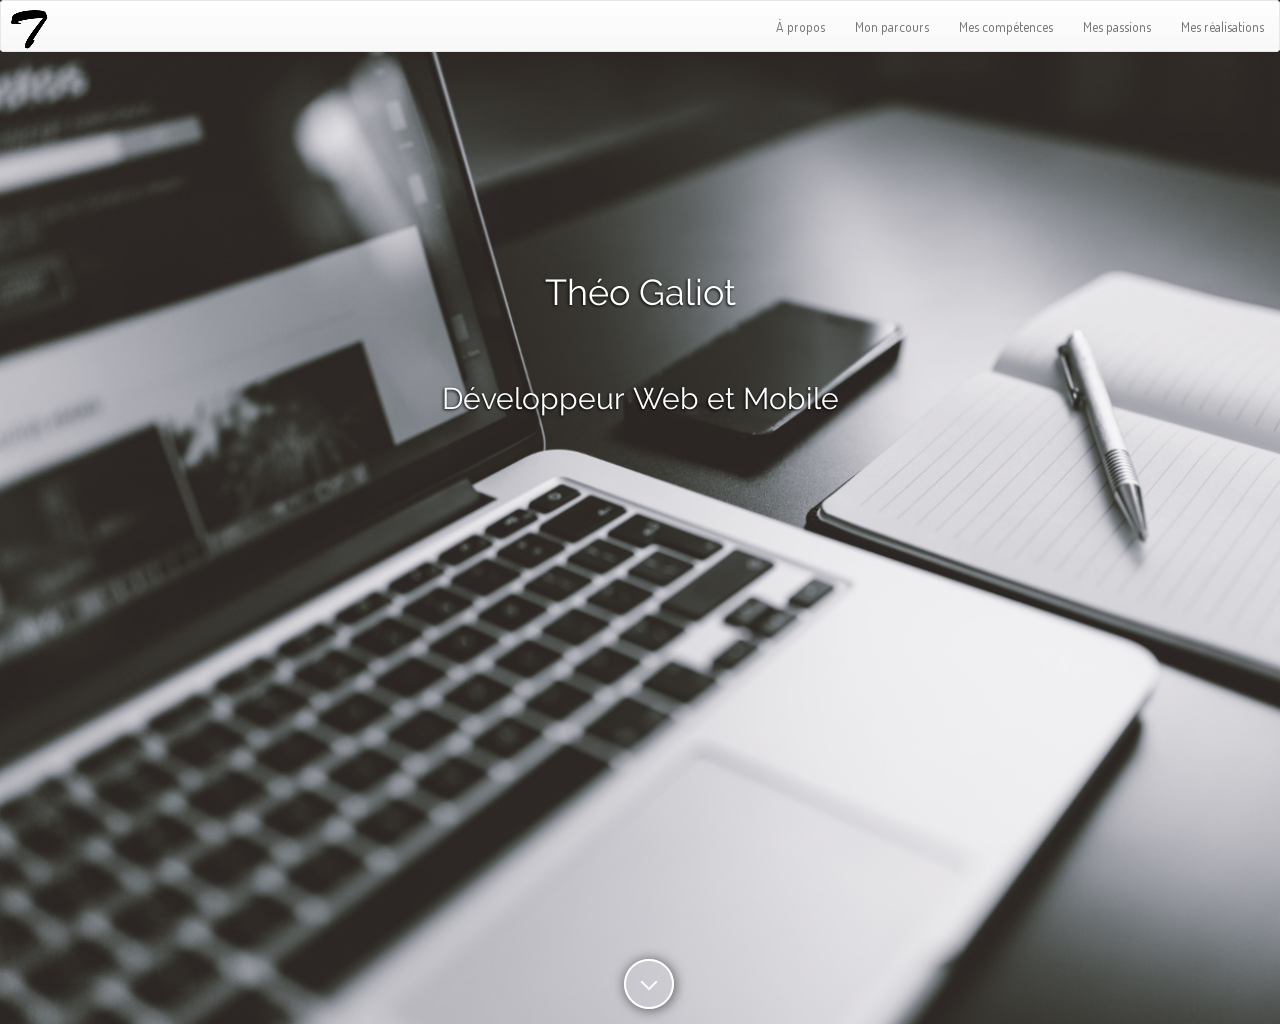 À propos
Mon parcours
Mes compétences
Mes passions
Mes réalisations
Théo Galiot
Développeur Web et Mobile